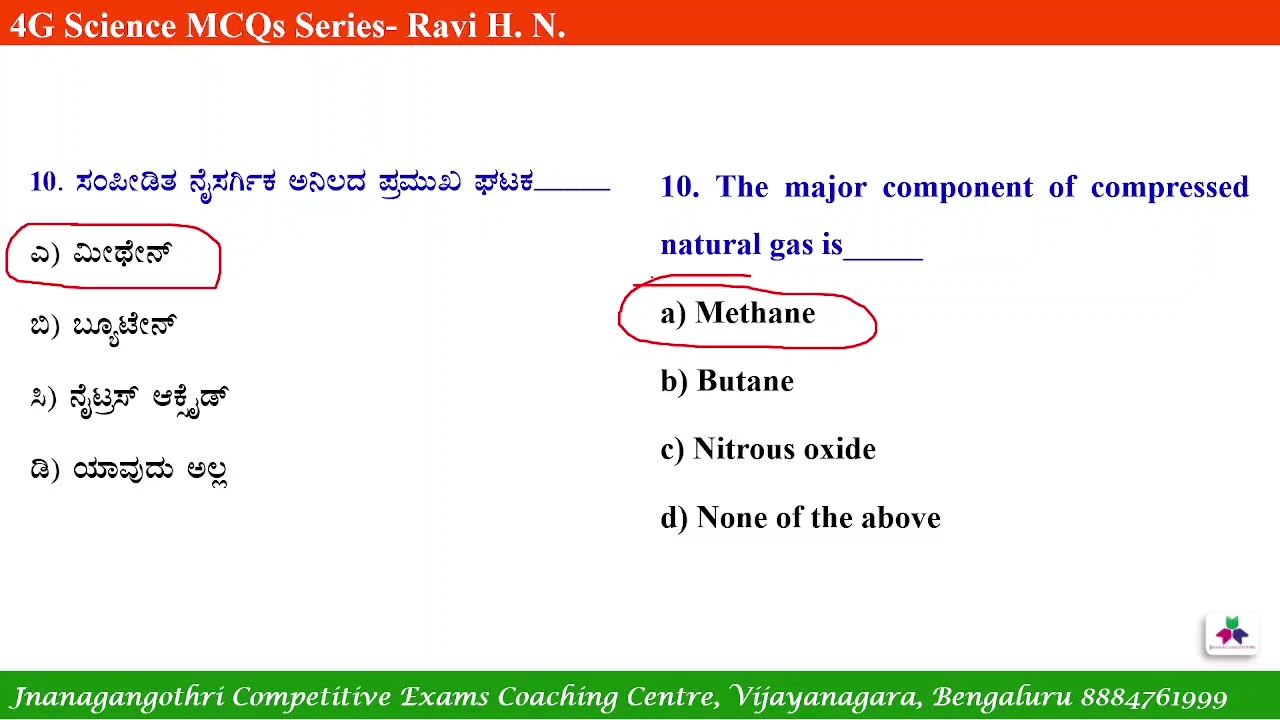 4G Science MCQs Series- Ravi H. N.
10. ಸಂಪೀಡಿತ ನೈಸರ್ಗಿಕ ಅನಿಲದ ಪ್ರಮುಖ ಘಟಕ_____
ಎ) ಮೀಥೇನ್
ಬಿ) ಬ್ಯೂಟೇನ್
ಸಿ) ನೈಟ್ರಸ್ ಆಕ್ಸೈಡ್
ಡಿ) ಯಾವುದು ಅಲ್ಲ
10. The major component of compressed
natural gas is_____
a) Methane
b) Butane
c) Nitrous oxide
d) None of the above
JNANAGANGOTHRI
Jnanagangothri Competitive Exams Coaching Centre, Vijayanagara, Bengaluru 8884761999